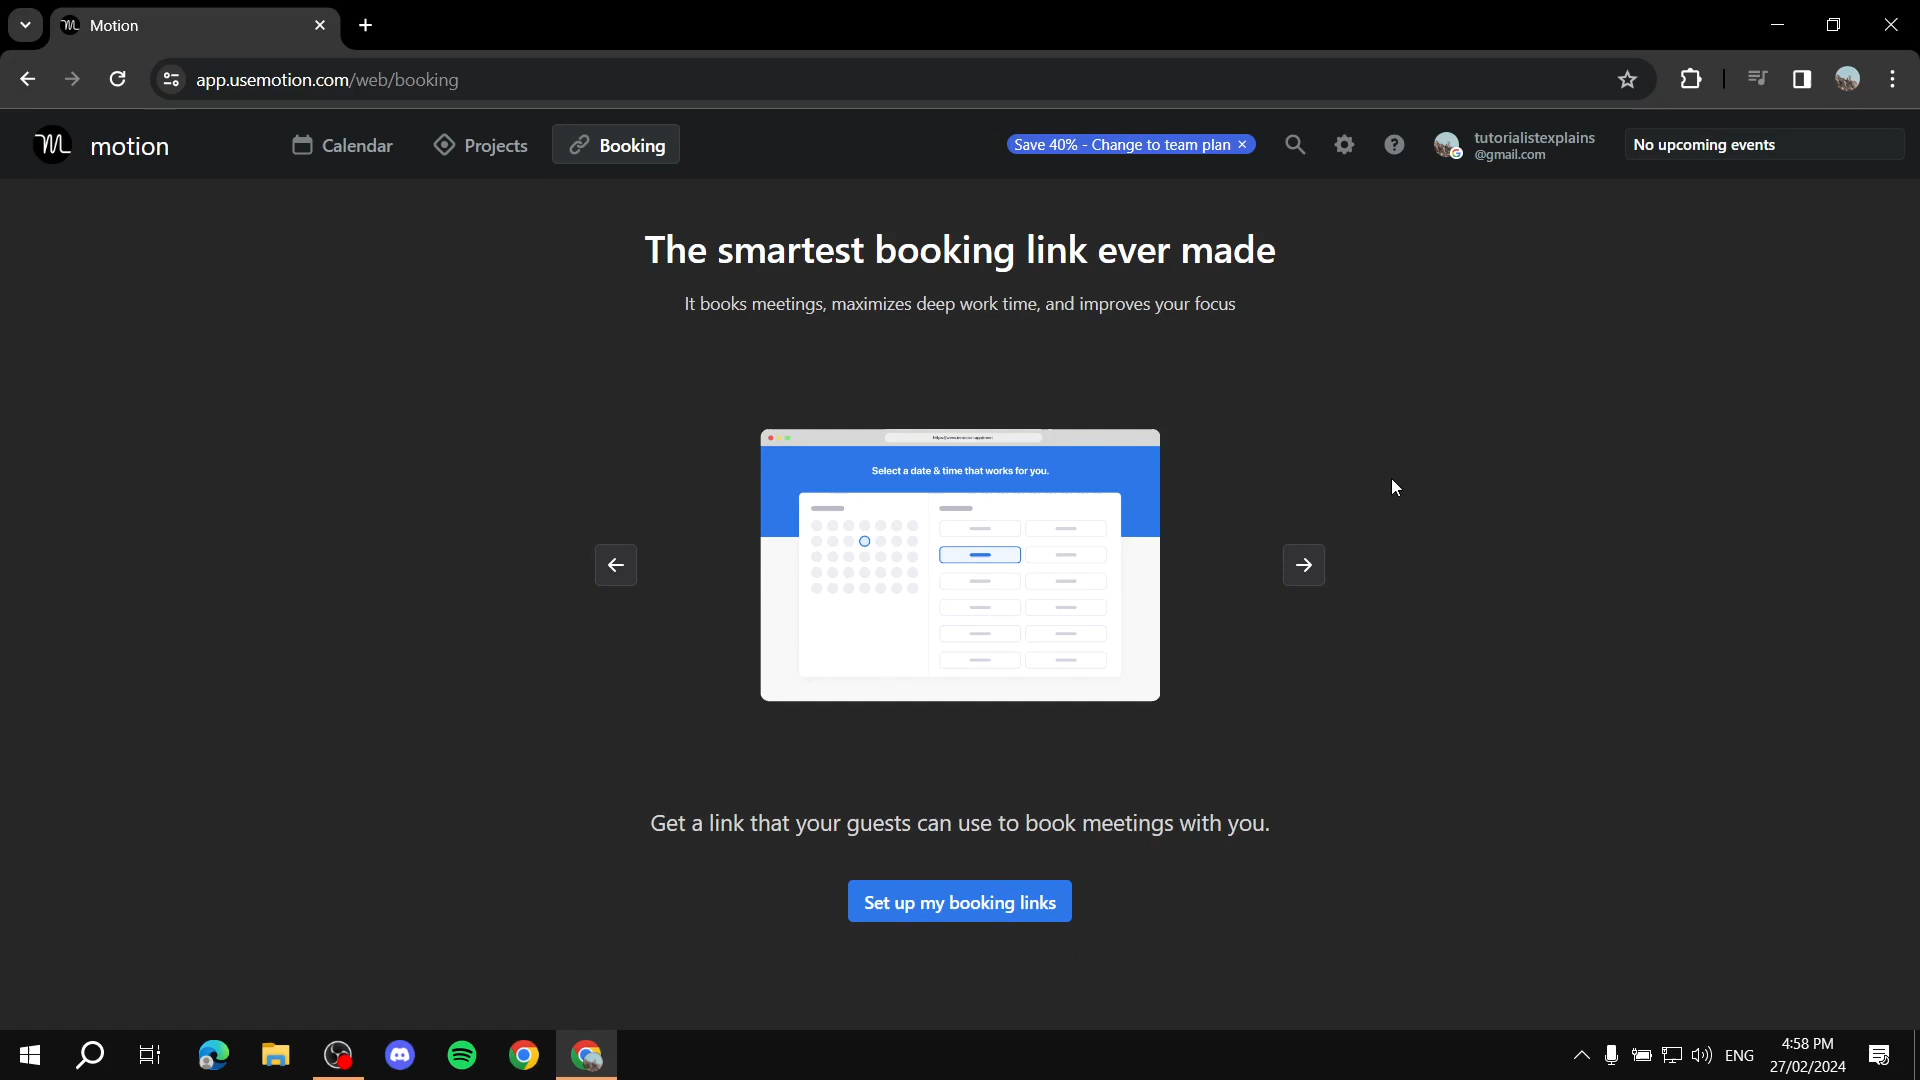 Motion
app.usemotion.com/web/booking
motion
Calendar
Projects
Booking
Save 40% - Change to team plan
tutorialistexplains
@gmail.com
No upcoming events
The smartest booking link ever made
It books meetings, maximizes deep work time, and improves your focus
Select a date & time that works for you.
Get a link that your guests can use to book meetings with you.
Set up my booking links
ENG
4:58 PM
27/02/2024